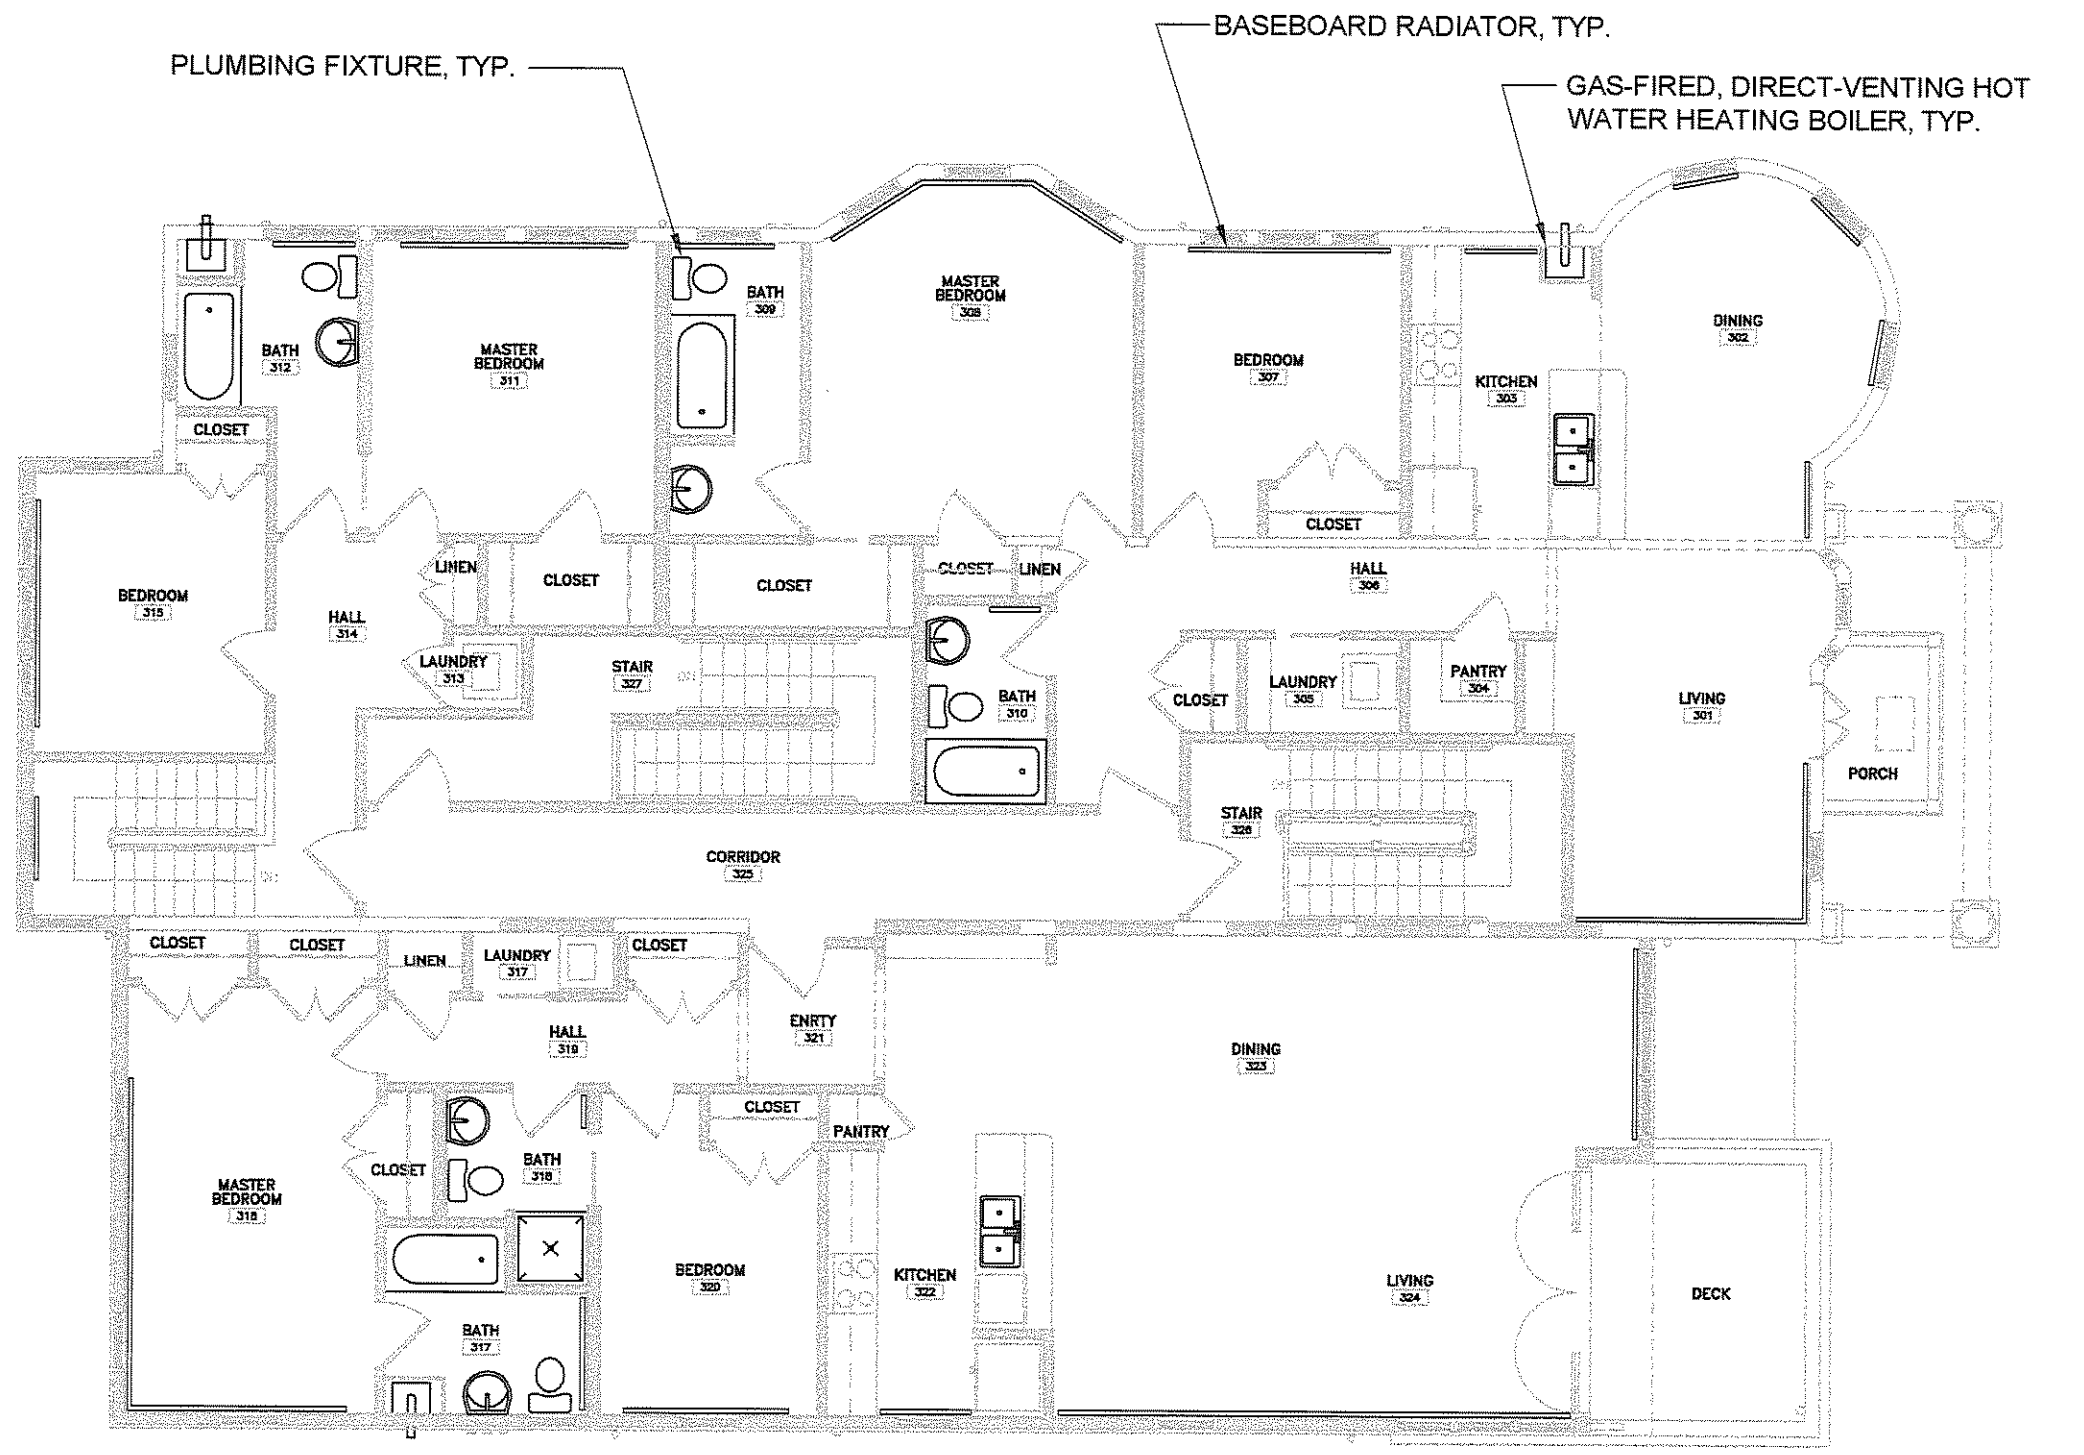 BASEBOARD RADIATOR, TYP.
PLUMBING FIXTURE, TYP.
GAS-FIRED, DIRECT-VENTING HOT
WATER HEATING BOILER, TYP.
BATH
309
MASTER
BEDROOM
308
DINING
302
BATH
312
MASTER
BEDROOM
311
BEDROOM
307
KITCHEN
303
CLOSET
CLOSET
LINEN
CLOSET
CLOSET
CLOSET
LINEN
HALL
306
BEDROOM
315
HALL
314
LAUNDRY
313
STAIR
327
DN
BATH
310
CLOSET
LAUNDRY
305
PANTRY
304
LIVING
301
PORCH
STAIR
326
CORRIDOR
325
DN
CLOSET
CLOSET
LINEN
LAUNDRY
317
CLOSET
HALL
319
ENRTY
321
DINING
323
CLOSET
PANTRY
CLOSET
BATH
318
MASTER
BEDROOM
316
BEDROOM
320
KITCHEN
322
LIVING
324
DECK
BATH
317